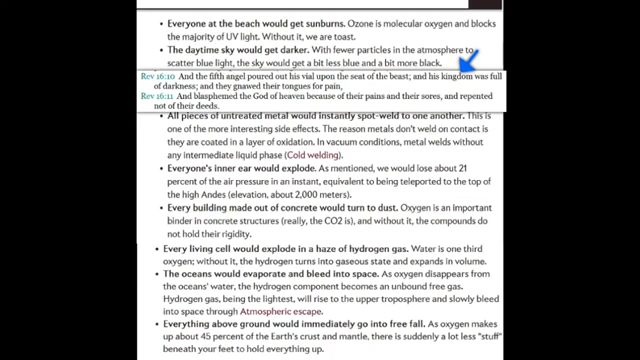 • Everyone at the beach would get sunburns. Ozone is molecular oxygen and blocks
the majority of UV light. Without it, we are toast.
• The daytime sky would get darker. With fewer particles in the atmosphere to
scatter blue light, the sky would get a bit less blue and a bit more black.
Rev 16:10 And the fifth angel poured out his vial upon the seat of the beast; and his kingdom was full
of darkness; and they gnawed their tongues for pain,
Rev 16:11 And blasphemed the God of heaven because of their pains and their sores, and repented
not of their deeds.
• All pieces of untreated metal would instantly spot-weld to one another. This is
one of the more interesting side effects. The reason metals don't weld on contact is
they are coated in a layer of oxidation. In vacuum conditions, metal welds without
any intermediate liquid phase (Cold welding).
• Everyone's inner ear would explode. As mentioned, we would lose about 21
percent of the air pressure in an instant, equivalent to being teleported to the top of
the high Andes (elevation, about 2,000 meters).
• Every building made out of concrete would turn to dust. Oxygen is an important
binder in concrete structures (really, the CO2 is), and without it, the compounds do
not hold their rigidity.
• Every living cell would explode in a haze of hydrogen gas. Water is one third
oxygen; without it, the hydrogen turns into gaseous state and expands in volume.
• The oceans would evaporate and bleed into space. As oxygen disappears from
the oceans' water, the hydrogen component becomes an unbound free gas.
Hydrogen gas, being the lightest, will rise to the upper troposphere and slowly bleed
into space through Atmospheric escape.
• Everything above ground would immediately go into free fall. As oxygen makes
up about 45 percent of the Earth's crust and mantle, there is suddenly a lot less "stuff"
beneath your feet to hold everything up.